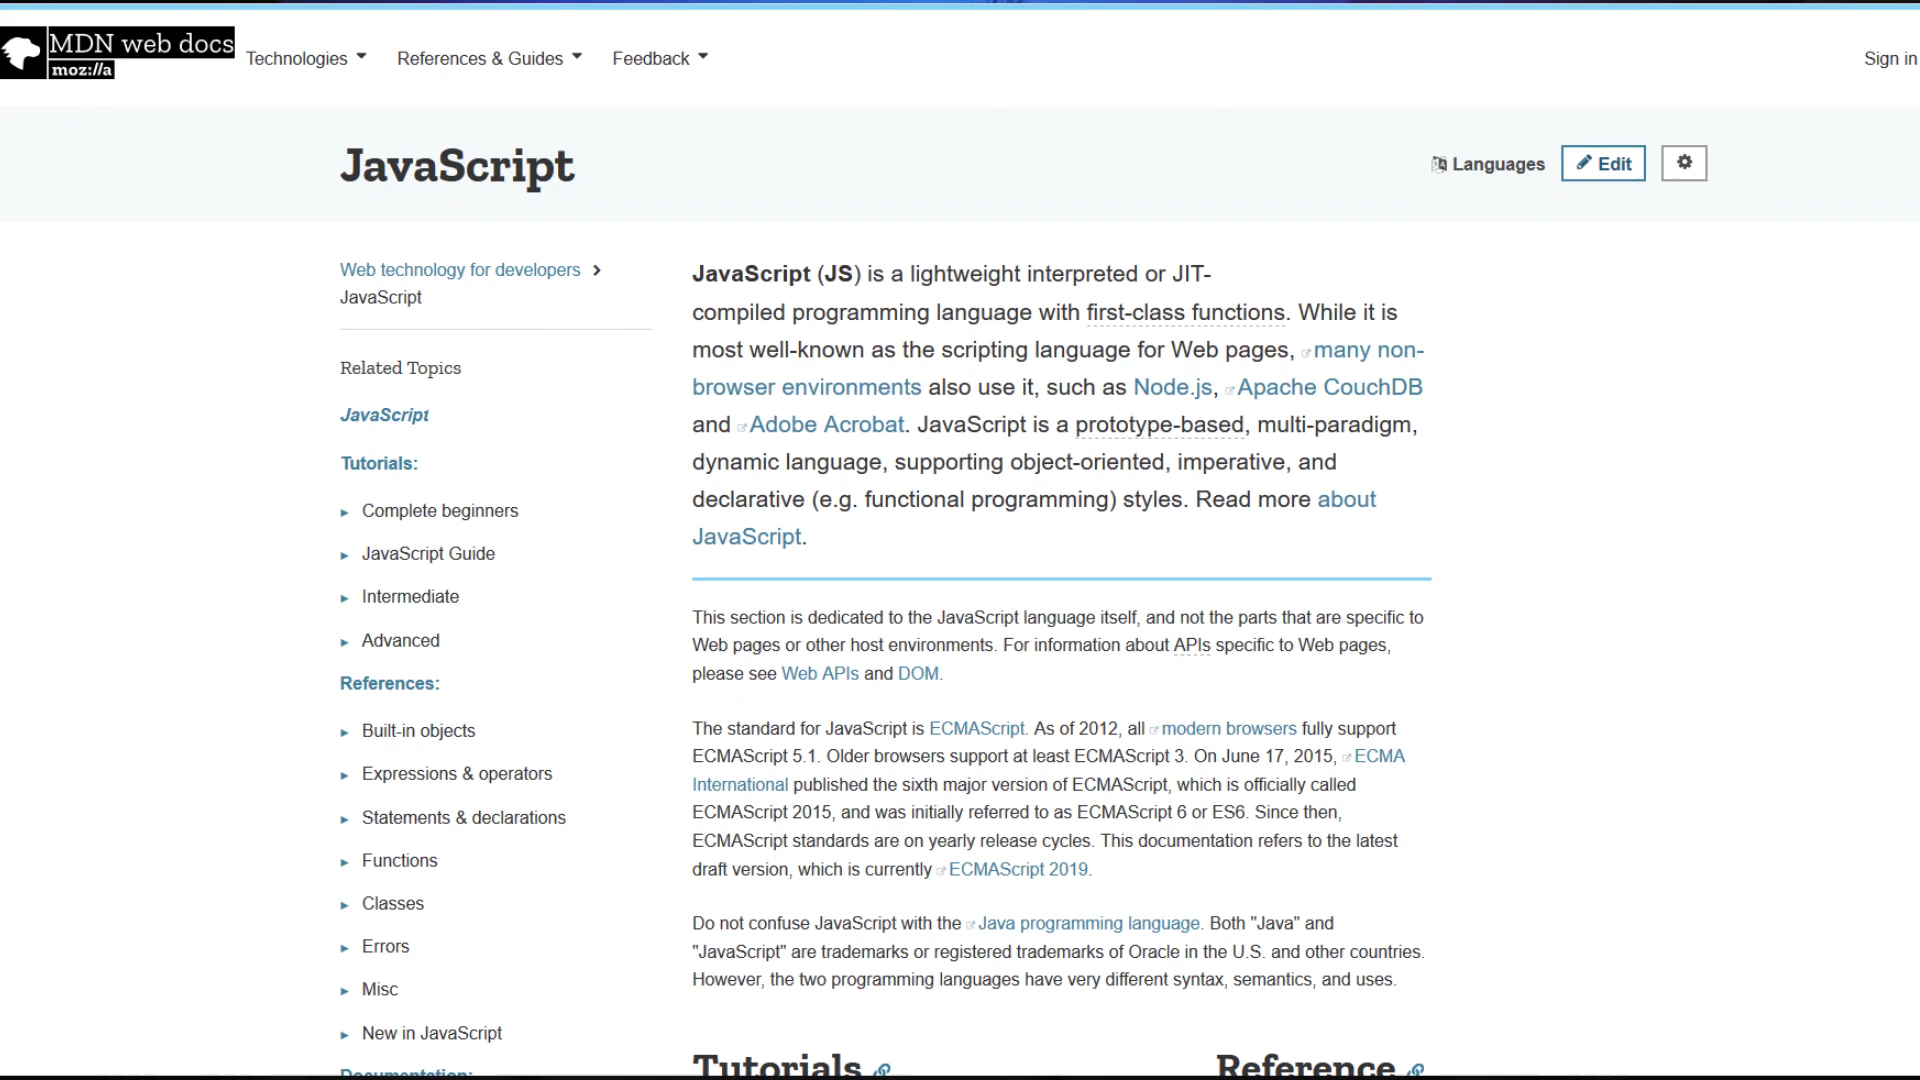 MDN web docs
moz://a
Technologies
References & Guides
Feedback
Sign in
JavaScript
Languages
Edit
Web technology for developers
JavaScript
Related Topics
JavaScript
Tutorials:
Complete beginners
JavaScript Guide
Intermediate
Advanced
References:
Built-in objects
Expressions & operators
Statements & declarations
Functions
Classes
Errors
Misc
New in JavaScript
Documentation:
JavaScript (JS) is a lightweight interpreted or JIT-
compiled programming language with first-class functions. While it is
most well-known as the scripting language for Web pages, many non-
browser environments also use it, such as Node.js, Apache CouchDB
and Adobe Acrobat. JavaScript is a prototype-based, multi-paradigm,
dynamic language, supporting object-oriented, imperative, and
declarative (e.g. functional programming) styles. Read more about
JavaScript.
This section is dedicated to the JavaScript language itself, and not the parts that are specific to
Web pages or other host environments. For information about APIs specific to Web pages,
please see Web APIs and DOM.
The standard for JavaScript is ECMAScript. As of 2012, all modern browsers fully support
ECMAScript 5.1. Older browsers support at least ECMAScript 3. On June 17, 2015, ECMA
International published the sixth major version of ECMAScript, which is officially called
ECMAScript 2015, and was initially referred to as ECMAScript 6 or ES6. Since then,
ECMAScript standards are on yearly release cycles. This documentation refers to the latest
draft version, which is currently ECMAScript 2019.
Do not confuse JavaScript with the Java programming language. Both "Java" and
"JavaScript" are trademarks or registered trademarks of Oracle in the U.S. and other countries.
However, the two programming languages have very different syntax, semantics, and uses.
Tutorials
Reference